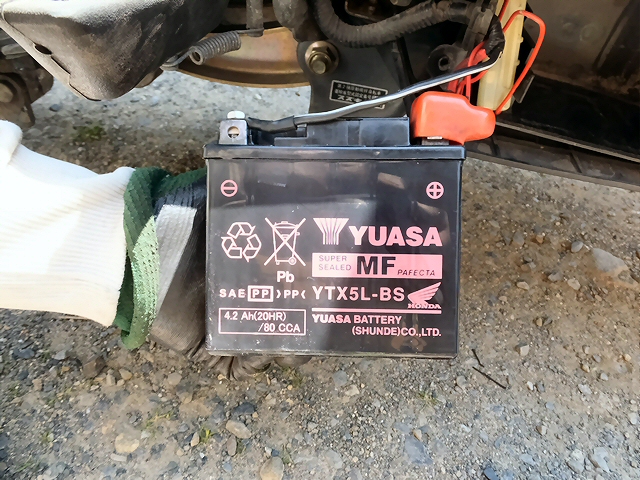 YUASA
SUPER
SEALED
MF
PAFECTA
Pb
SAE PP >PP<
YTX5L-BS
HONDA
4.2 Ah(20HR)
/80 CCA
YUASA BATTERY
(SHUNDE)CO.,LTD.